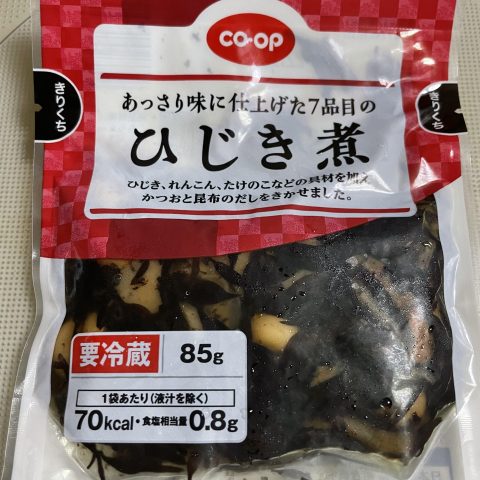 CO・OP
あっさり味に仕上げた7品目の
ひじき煮
きりくち
きりくち
ひじき、れんこん、たけのこなどの具材を加え
かつおと昆布のだしをきかせました。
要冷蔵
85g
1袋あたり(液汁を除く)
70kcal・食塩相当量0.8g